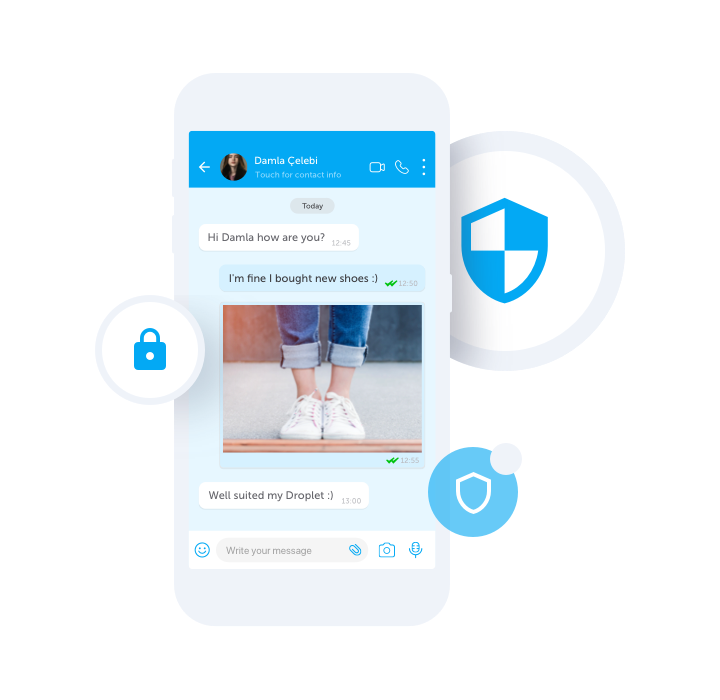 Damla Çelebi
Touch for contact info
Today
Hi Damla how are you? 12:45
I'm fine I bought new shoes :) 12:50
12:55
Well suited my Droplet :) 13:00
Write your message